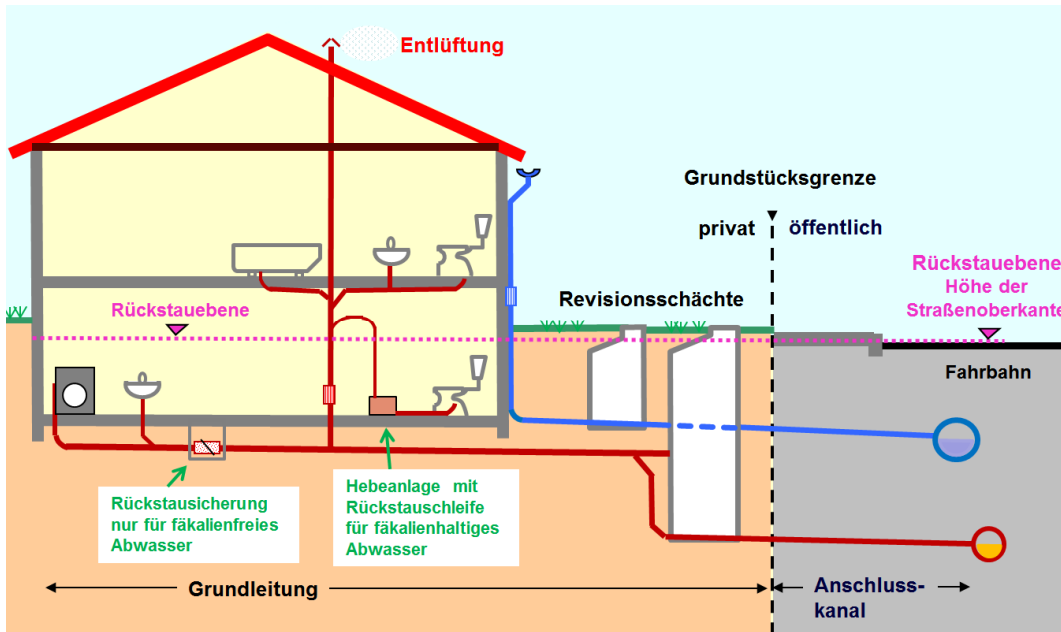 Entlüftung
Grundstücksgrenze
privat
öffentlich
Rückstauebene
Höhe der
Straßenoberkante
Revisionsschächte
Rückstauebene
Fahrbahn
Rückstausicherung
nur für fäkalienfreies
Abwasser
Hebeanlage mit
Rückstauschleife
für fäkalienhaltiges
Abwasser
Grundleitung
Anschluss-
kanal